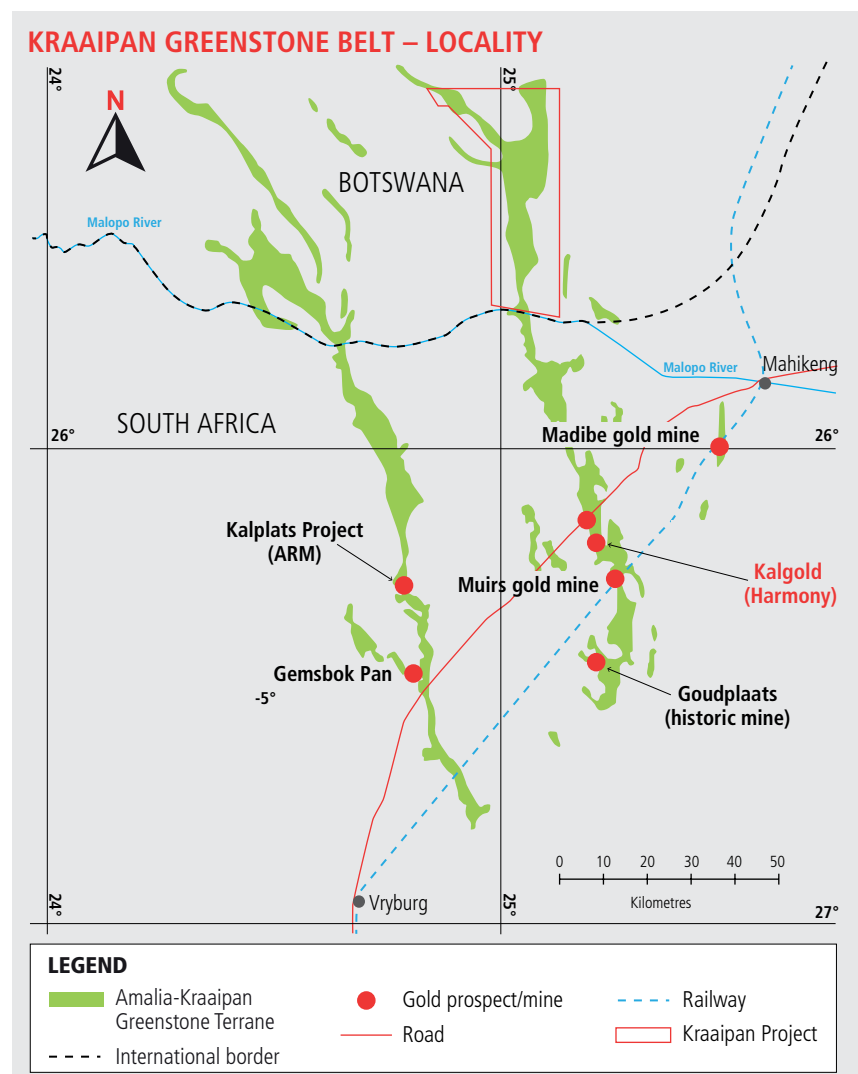 KRAAIPAN GREENSTONE BELT – LOCALITY
24°
25°
N
BOTSWANA
Malopo River
Malopo River
Mahikeng
SOUTH AFRICA
26°
Madibe gold mine
26°
Kalplats Project
(ARM)
Muirs gold mine
Kalgold
(Harmony)
Gemsbok Pan
-5°
Goudplaats
(historic mine)
0 10 20 30 40 50
Kilometres
24°
Vryburg
25°
27°
LEGEND
Amalia-Kraaipan
Greenstone Terrane
International border
Gold prospect/mine
Road
Railway
Kraaipan Project